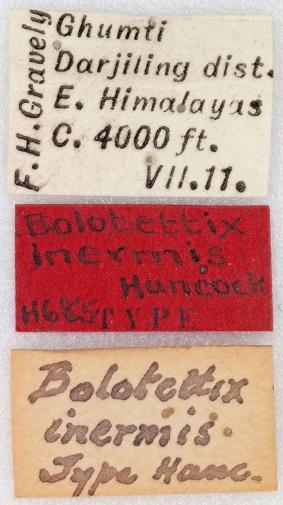 F. H. Gravely
Ghumti
Darjiling dist.
E. Himalayas
C. 4000 ft.
VII.11.
Bolotettix
inermis
Hancock
H685 TYPE
Bolotettix
inermis.
Type Hanc.